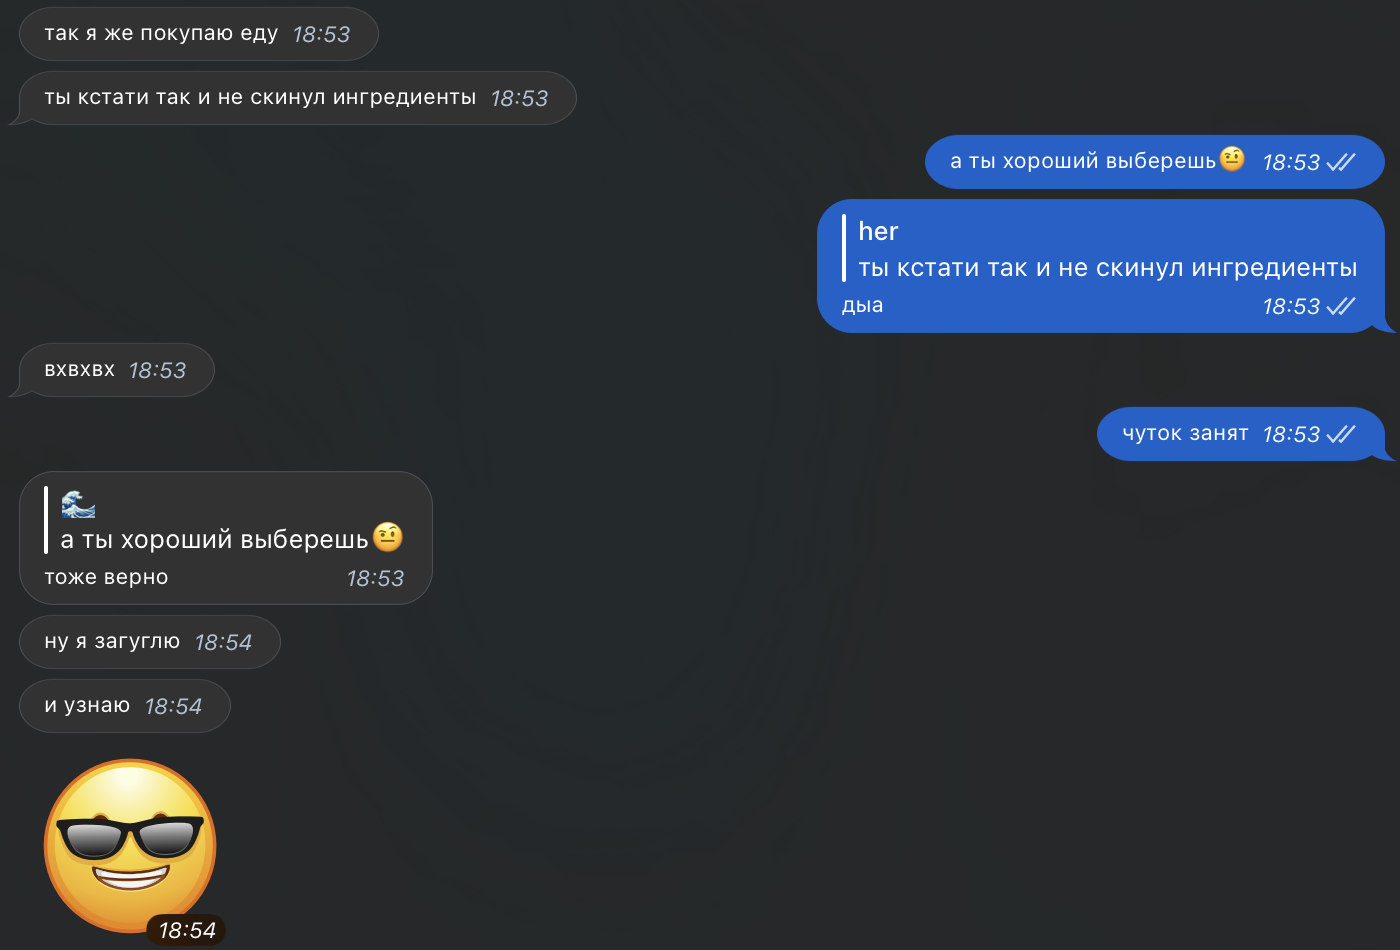 так я же покупаю еду 18:53
ты кстати так и не скинул ингредиенты 18:53
а ты хороший выберешь🤨 18:53
her
ты кстати так и не скинул ингредиенты
дыа 18:53
вхвхвх 18:53
чуток занят 18:53
🌊
а ты хороший выберешь🤨
тоже верно 18:53
ну я загуглю 18:54
и узнаю 18:54
18:54